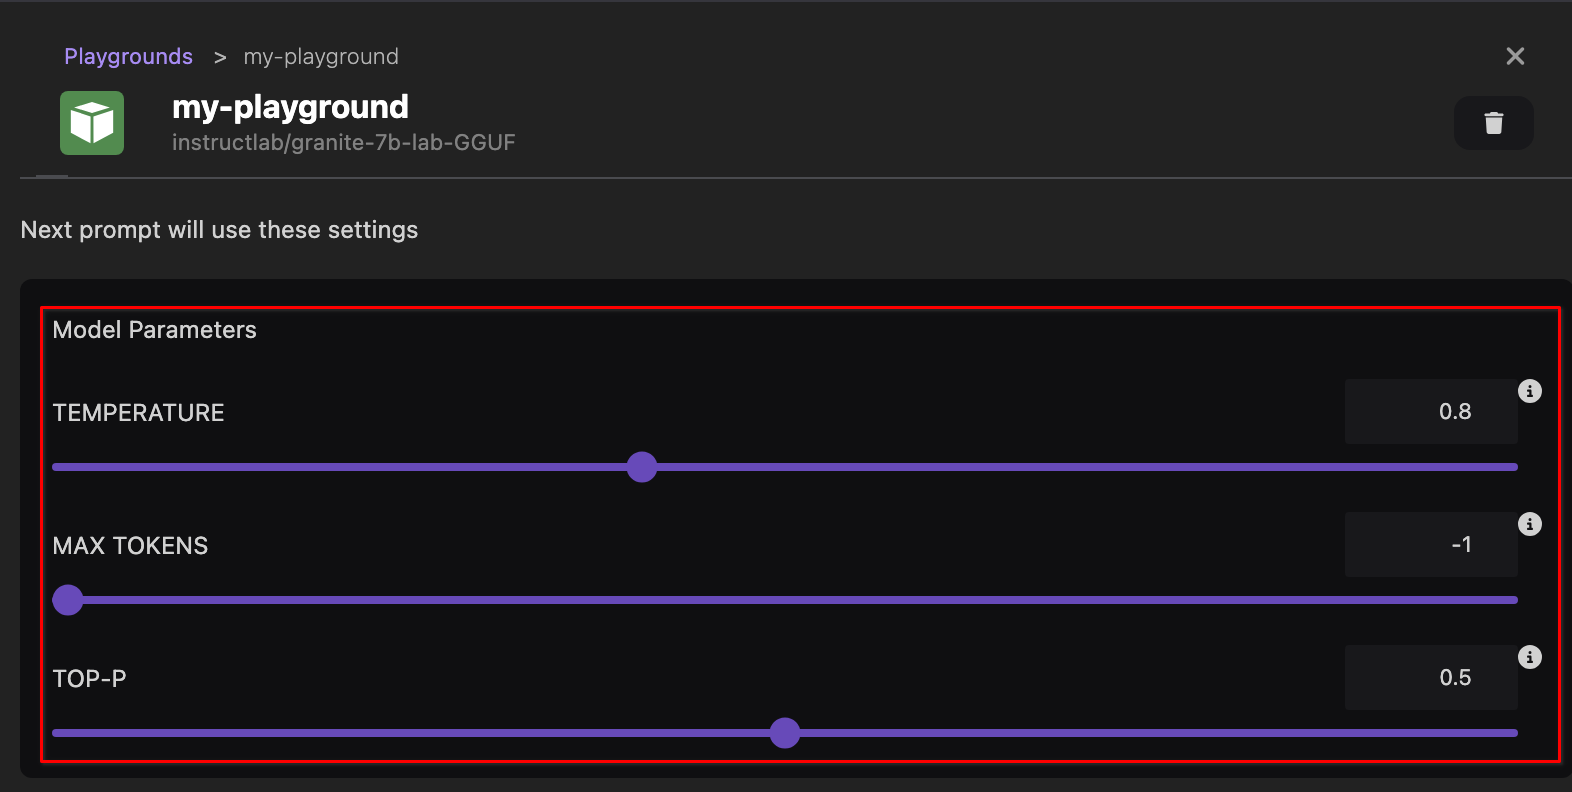 Playgrounds > my-playground
my-playground
instructlab/granite-7b-lab-GGUF
Next prompt will use these settings
Model Parameters
TEMPERATURE 0.8
MAX TOKENS -1
TOP-P 0.5